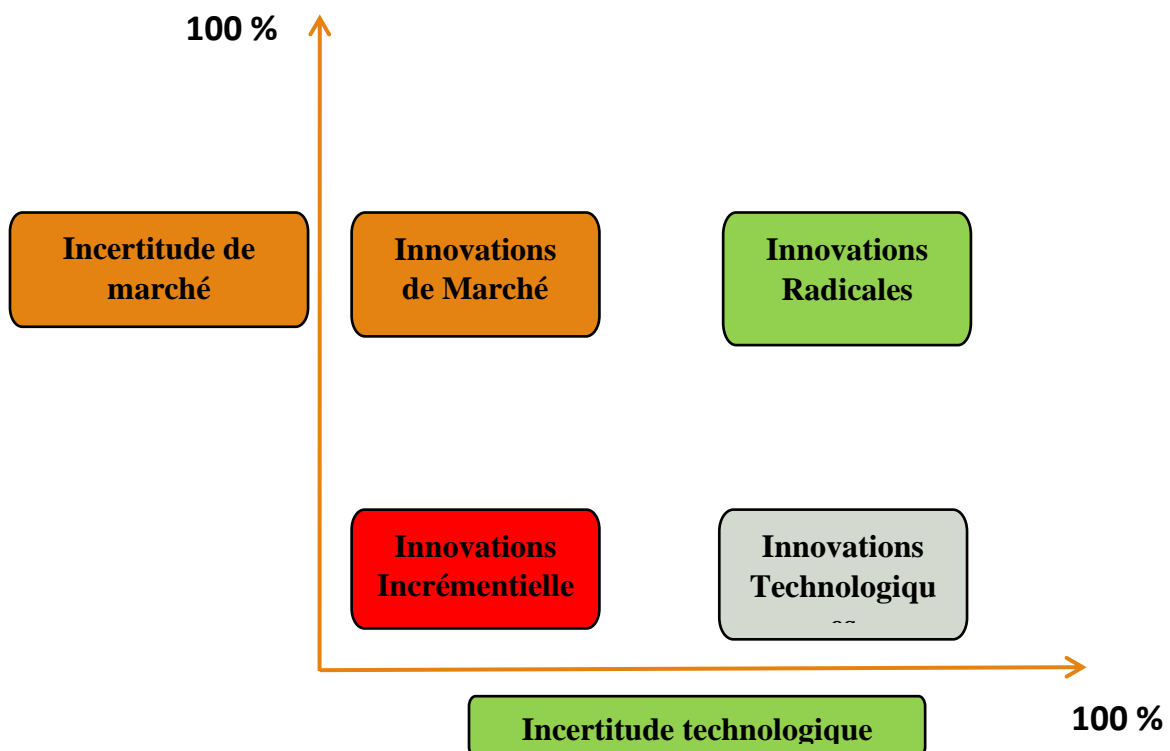 100 %
Incertitude de
marché
Innovations
de Marché
Innovations
Radicales
Innovations
Incrémentielle
Innovations
Technologiqu
Incertitude technologique
100 %